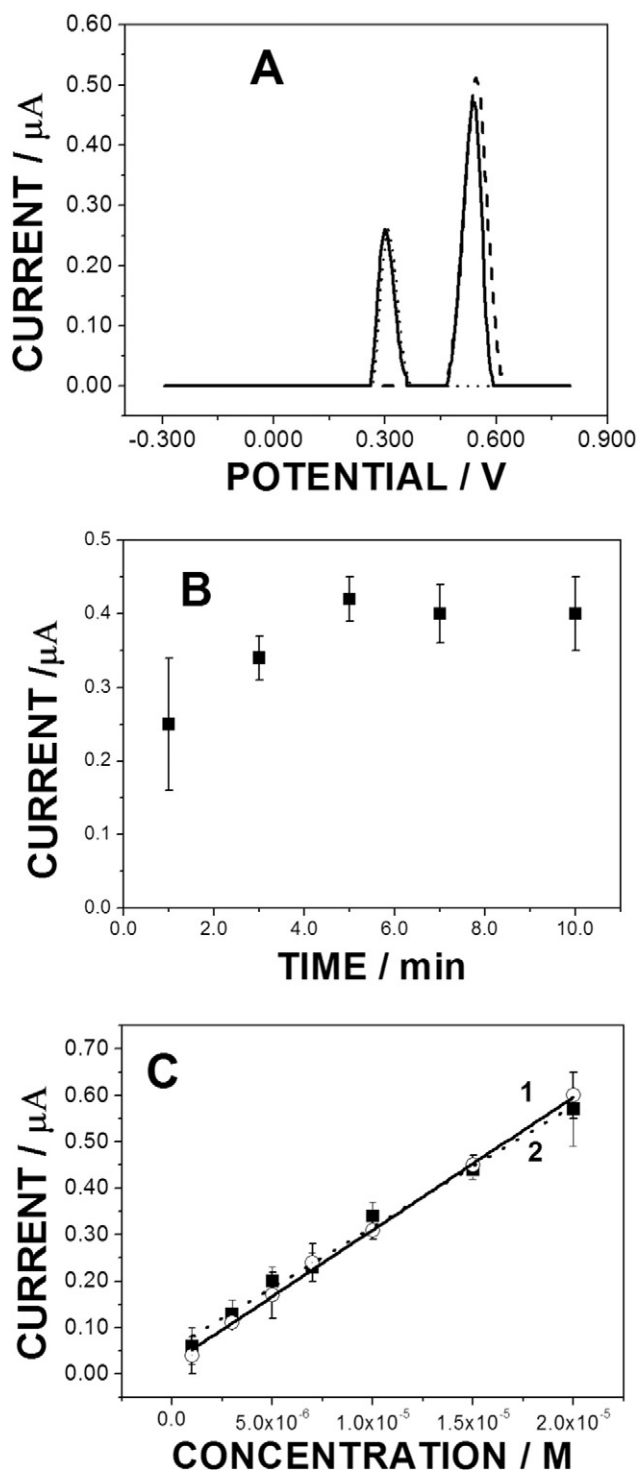 A
CURRENT / μA
0.60
0.50
0.40
0.30
0.20
0.10
0.00
-0.300 0.000 0.300 0.600 0.900
POTENTIAL / V
B
CURRENT /μA
0.5
0.4
0.3
0.2
0.1
0.0
0.0 2.0 4.0 6.0 8.0 10.0
TIME / min
C
CURRENT / μA
0.70
0.60
0.50
0.40
0.30
0.20
0.10
0.00
1
2
0.0 5.0x10⁻⁶ 1.0x10⁻⁵ 1.5x10⁻⁵ 2.0x10⁻⁵
CONCENTRATION / M